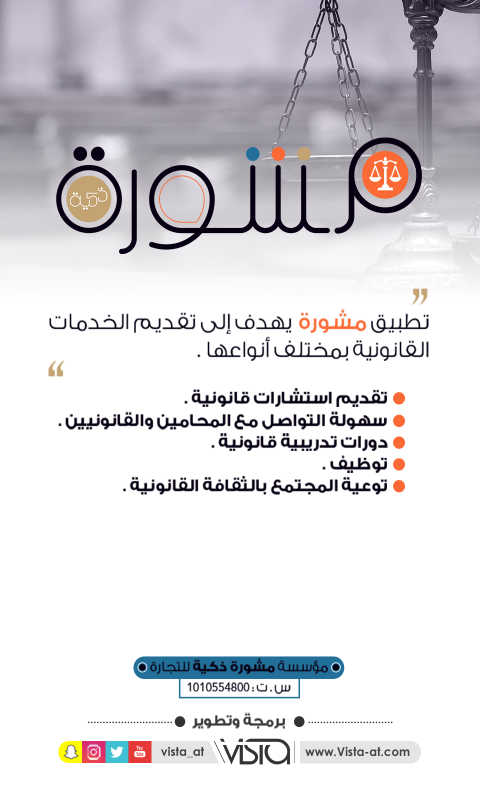 مشورة
ذكية
تطبيق مشورة يهدف إلى تقديم الخدمات
القانونية بمختلف أنواعها .
تقديم استشارات قانونية .
سهولة التواصل مع المحامين والقانونيين .
دورات تدريبية قانونية .
توظيف .
توعية المجتمع بالثقافة القانونية .
مؤسسة مشورة ذكية للتجارة
س . ت : 1010554800
برمجة وتطوير
You Tube vista_at VISTA www.Vista-at.com